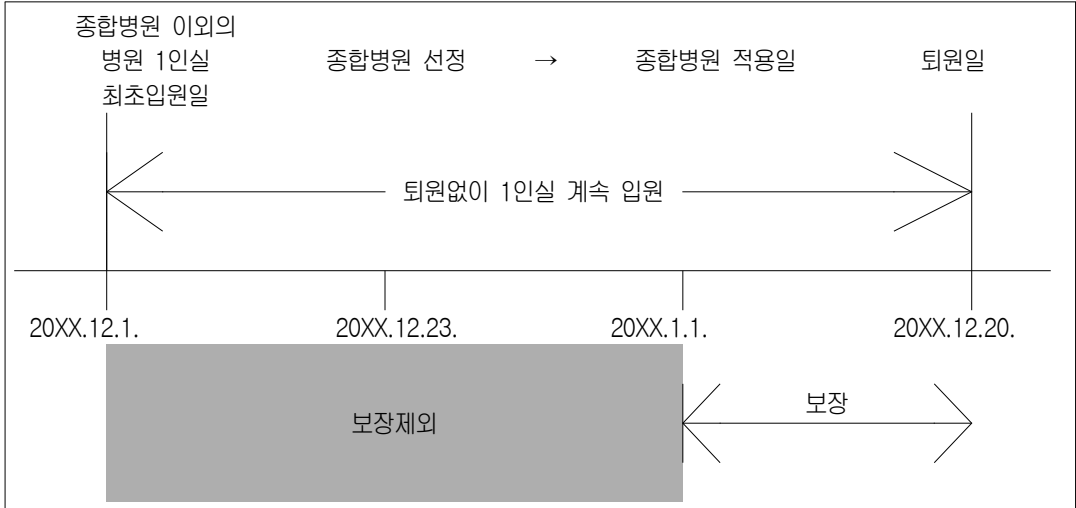 종합병원 이외의
병원 1인실
최초입원일
종합병원 선정 → 종합병원 적용일
퇴원일
퇴원없이 1인실 계속 입원
20XX.12.1.
20XX.12.23.
20XX.1.1.
20XX.12.20.
보장제외
보장